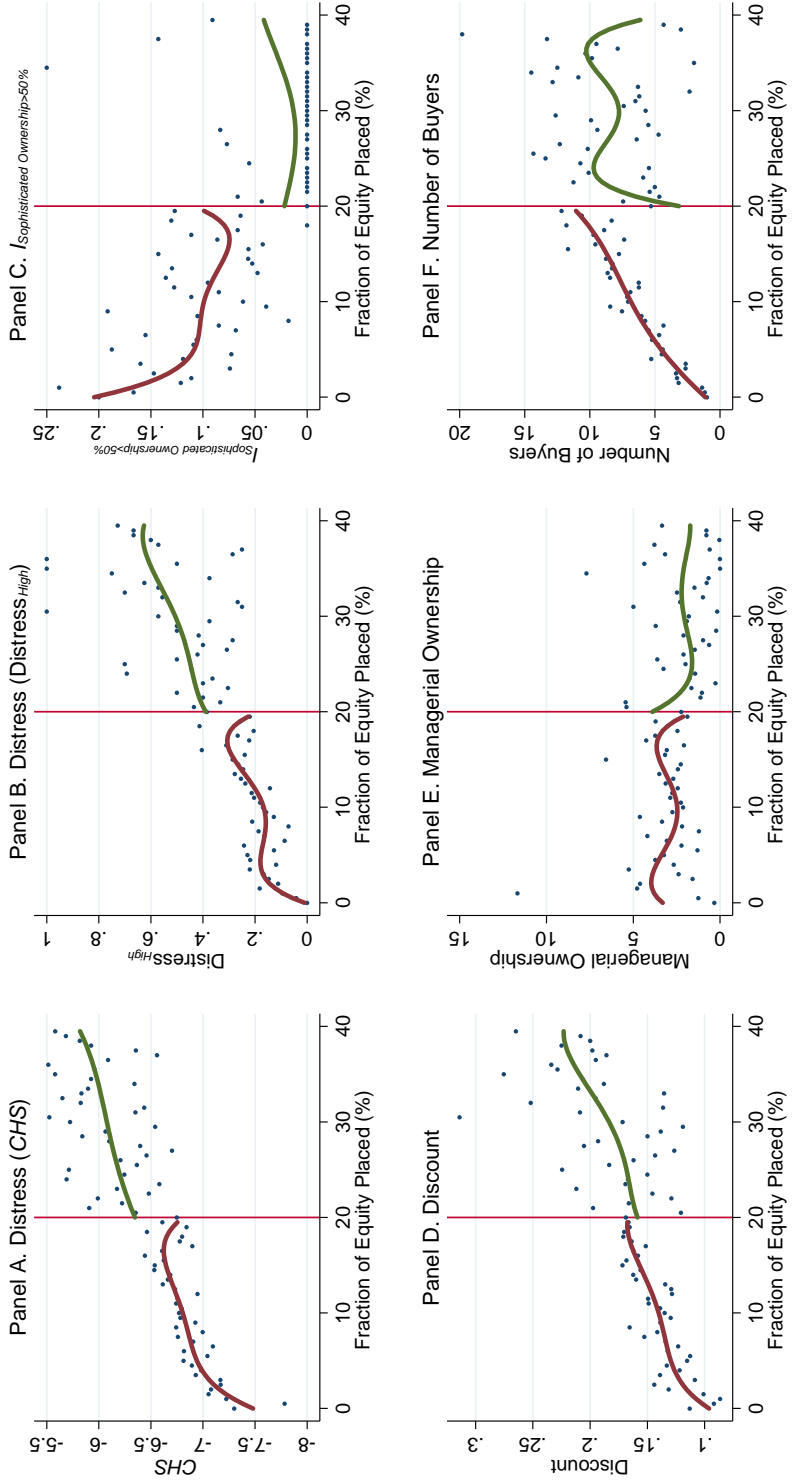 Panel A. Distress (CHS)
CHS
-5.5
-6
-6.5
-7
-7.5
-8
0 10 20 30 40
Fraction of Equity Placed (%)
Panel B. Distress (Distress High)
Distress High
1
.8
.6
.4
.2
0
0 10 20 30 40
Fraction of Equity Placed (%)
Panel C. I Sophisticated Ownership>50%
I Sophisticated Ownership>50%
.25
.2
.15
.1
.05
0
0 10 20 30 40
Fraction of Equity Placed (%)
Panel D. Discount
Discount
.3
.25
.2
.15
.1
0 10 20 30 40
Fraction of Equity Placed (%)
Panel E. Managerial Ownership
Managerial Ownership
15
10
5
0
0 10 20 30 40
Fraction of Equity Placed (%)
Panel F. Number of Buyers
Number of Buyers
20
15
10
5
0
0 10 20 30 40
Fraction of Equity Placed (%)